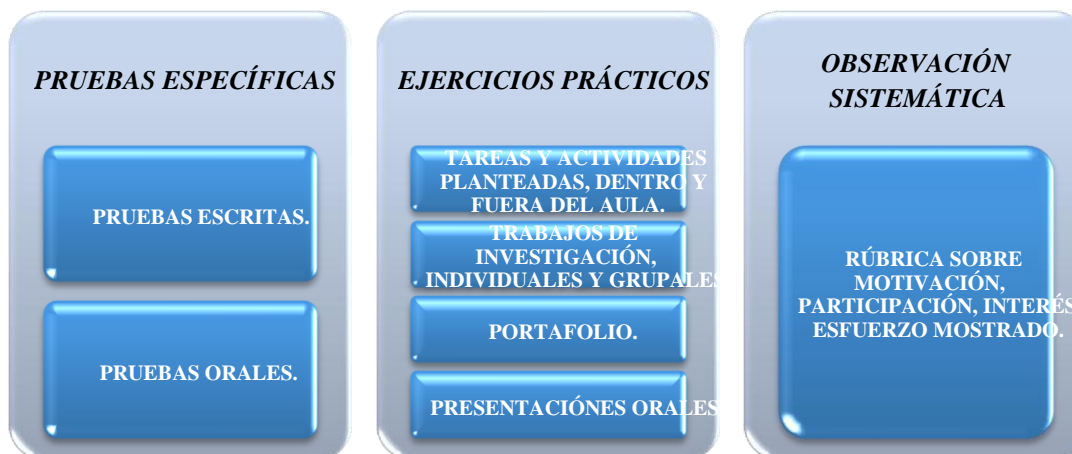 PRUEBAS ESPECÍFICAS
PRUEBAS ESCRITAS.
PRUEBAS ORALES.
EJERCICIOS PRÁCTICOS
TAREAS Y ACTIVIDADES
PLANTEADAS, DENTRO Y
FUERA DEL AULA.
TRABAJOS DE
INVESTIGACIÓN,
INDIVIDUALES Y GRUPALES
PORTAFOLIO.
PRESENTACIÓNES ORALES
OBSERVACIÓN
SISTEMÁTICA
RÚBRICA SOBRE
MOTIVACIÓN,
PARTICIPACIÓN, INTERÉS
ESFUERZO MOSTRADO.